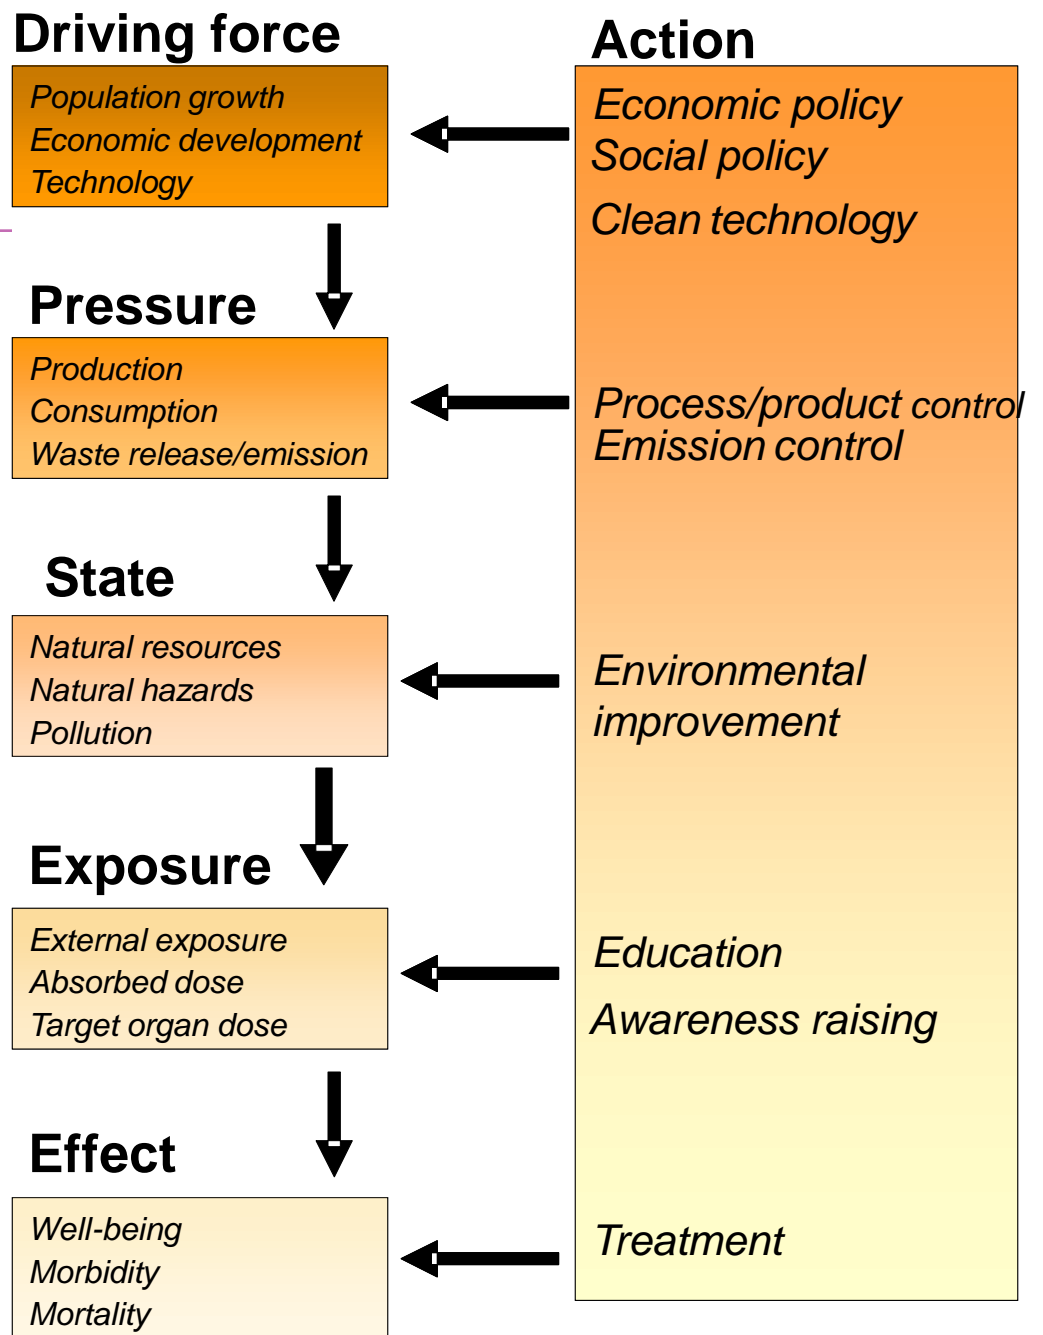 Driving force
Population growth
Economic development
Technology
Pressure
Production
Consumption
Waste release/emission
State
Natural resources
Natural hazards
Pollution
Exposure
External exposure
Absorbed dose
Target organ dose
Effect
Well-being
Morbidity
Mortality
Action
Economic policy
Social policy
Clean technology
Process/product control
Emission control
Environmental
improvement
Education
Awareness raising
Treatment